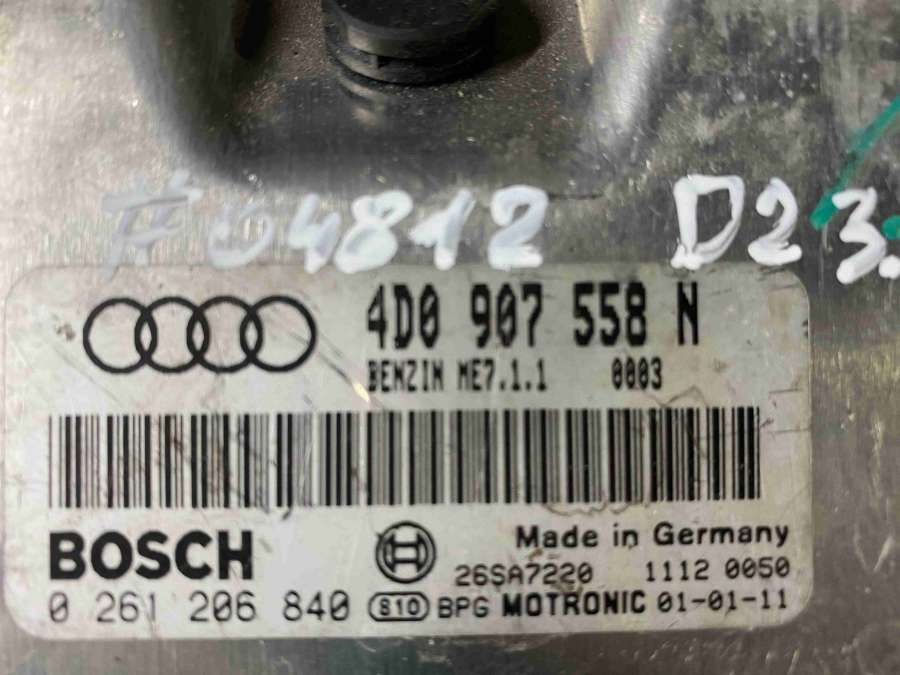 #04812 D23.
4D0 907 558 N
BENZIN ME7.1.1 0003
BOSCH
Made in Germany
26SA7220 1112 0050
0 261 206 840 S10 BPG MOTRONIC 01-01-11